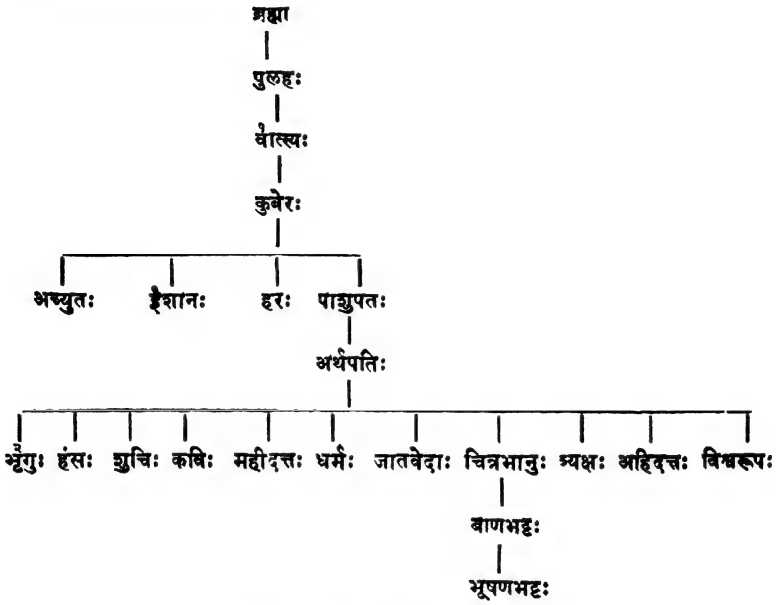 ब्रह्मा
पुलहः
वात्स्यः
कुबेरः
अच्युतः ईशानः हरः पाशुपतः
अर्थपतिः
भृगुः हंसः शुचिः कविः महीदत्तः धर्मः जातवेदाः चित्रभानुः त्र्यक्षः अहिदत्तः विश्वरूपः
बाणभट्टः
भूषणभट्टः